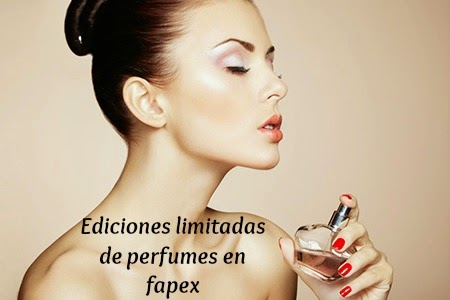 Ediciones limitadas
de perfumes en
fapex